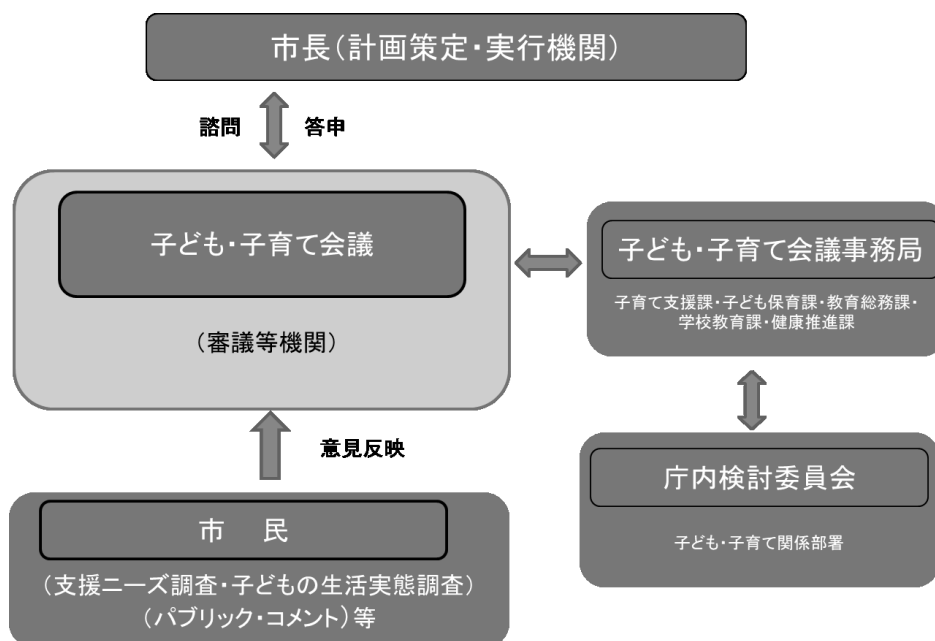 市長(計画策定・実行機関)
諮問
答申
子ども・子育て会議
(審議等機関)
子ども・子育て会議事務局
子育て支援課・子ども保育課・教育総務課・
学校教育課・健康推進課
意見反映
市　民
(支援ニーズ調査・子どもの生活実態調査)
(パブリック・コメント)等
庁内検討委員会
子ども・子育て関係部署